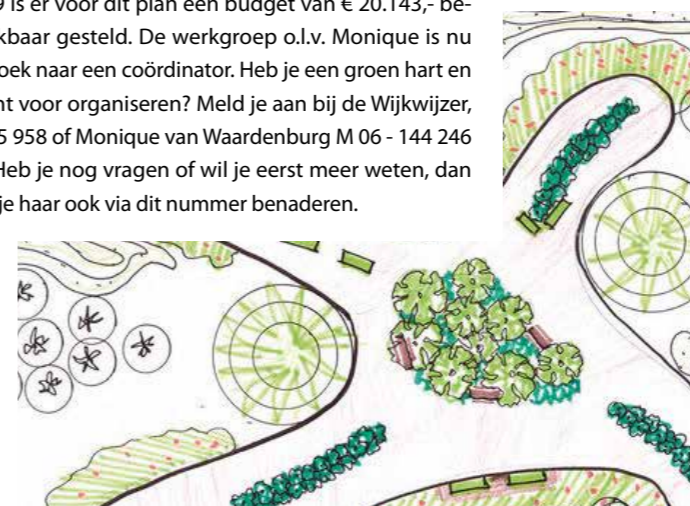 is er voor dit plan een budget van € 20.143,- be-
kbaar gesteld. De werkgroep o.l.v. Monique is nu
oek naar een coördinator. Heb je een groen hart en
nt voor organiseren? Meld je aan bij de Wijkwijzer,
5 958 of Monique van Waardenburg M 06 - 144 246
Heb je nog vragen of wil je eerst meer weten, dan
je haar ook via dit nummer benaderen.